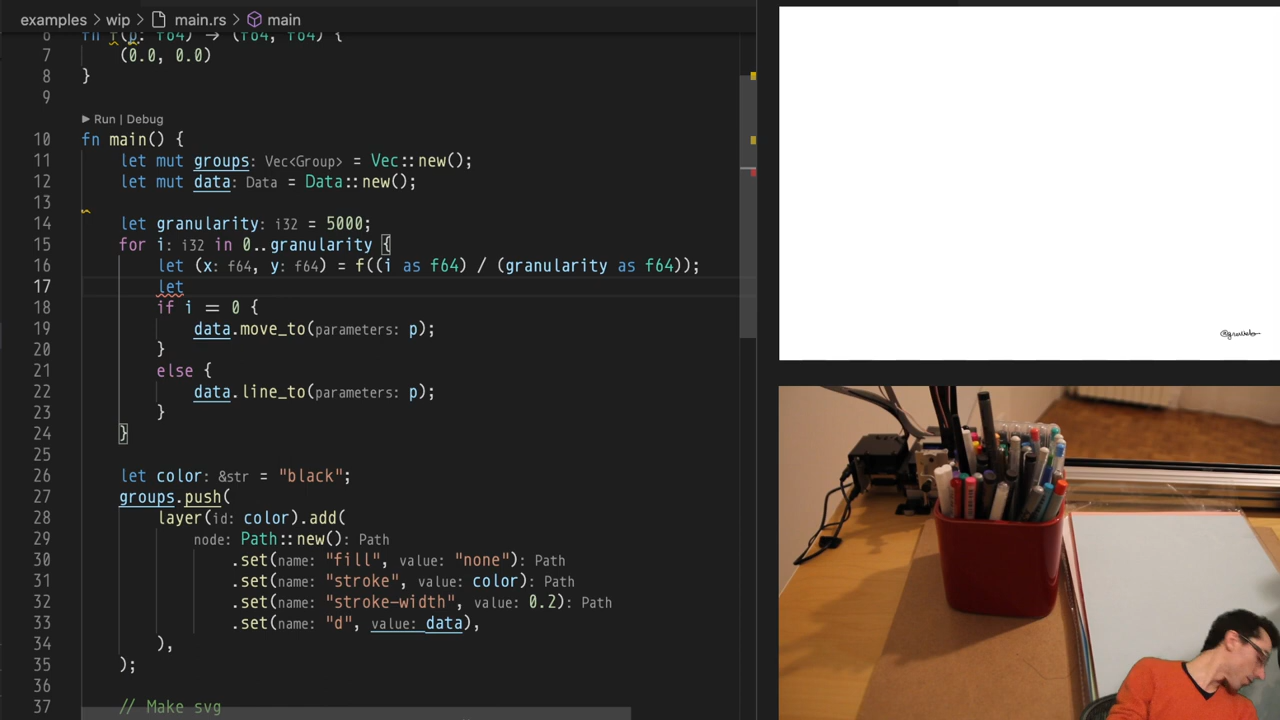 examples › wip › main.rs › main
6 fn f(p: f64) → (f64, f64) {
7 (0.0, 0.0)
8 }
9
▶ Run | Debug
10 fn main() {
11 let mut groups: Vec<Group> = Vec::new();
12 let mut data: Data = Data::new();
13
14 let granularity: i32 = 5000;
15 for i: i32 in 0..granularity {
16 let (x: f64, y: f64) = f((i as f64) / (granularity as f64));
17 let
18 if i == 0 {
19 data.move_to(parameters: p);
20 }
21 else {
22 data.line_to(parameters: p);
23 }
24 }
25
26 let color: &str = "black";
27 groups.push(
28 layer(id: color).add(
29 node: Path::new(): Path
30 .set(name: "fill", value: "none"): Path
31 .set(name: "stroke", value: color): Path
32 .set(name: "stroke-width", value: 0.2): Path
33 .set(name: "d", value: data),
34 ),
35 );
36
37 // Make svg